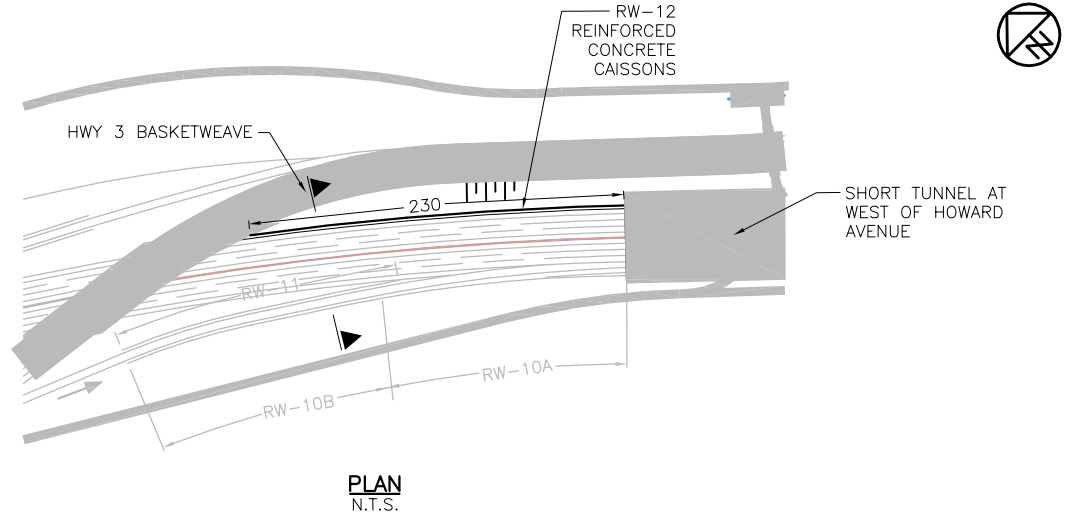 RW-12
REINFORCED
CONCRETE
CAISSONS
HWY 3 BASKETWEAVE
230
SHORT TUNNEL AT
WEST OF HOWARD
AVENUE
RW-11
RW-10A
RW-10B
PLAN
N.T.S.